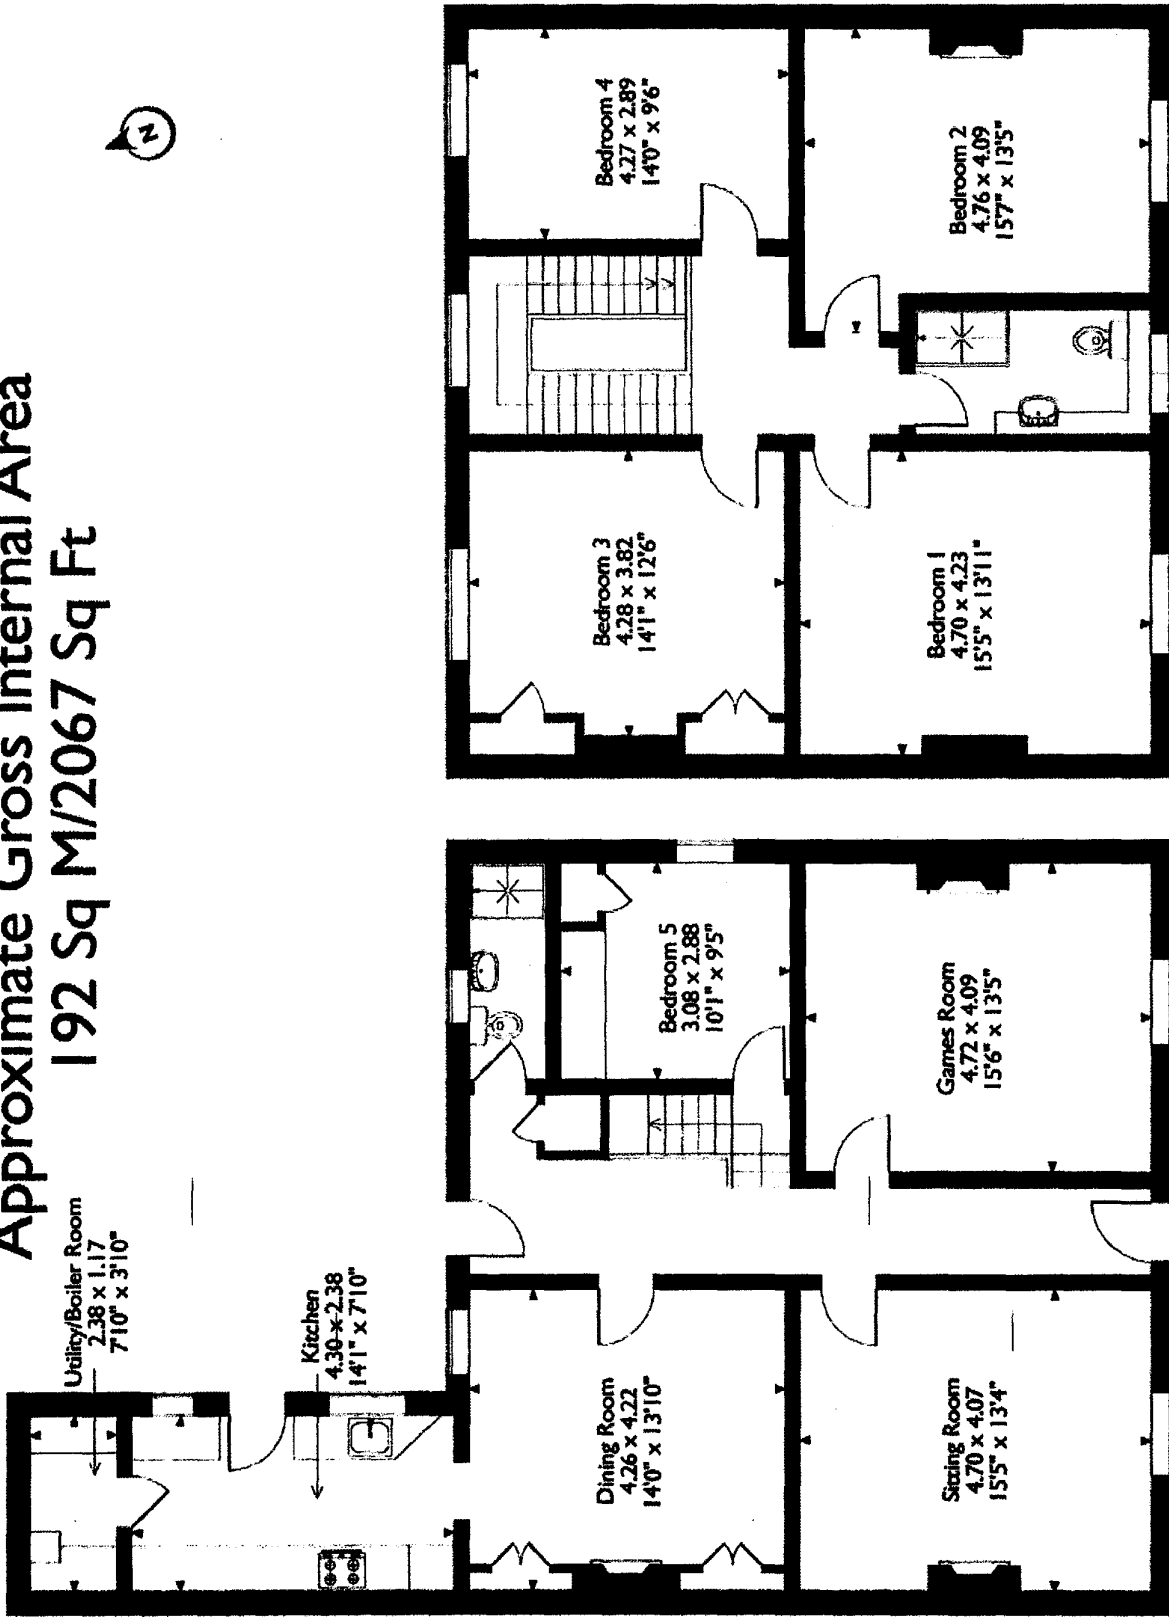 Approximate Gross Internal Area
192 Sq M/2067 Sq Ft
N
Utility/Boiler Room
2.38 x 1.17
7'10" x 3'10"
Kitchen
4.30 x 2.38
14'1" x 7'10"
Dining Room
4.26 x 4.22
14'0" x 13'10"
Sitting Room
4.70 x 4.07
15'5" x 13'4"
Bedroom 5
3.08 x 2.88
10'1" x 9'5"
Games Room
4.72 x 4.09
15'6" x 13'5"
Bedroom 3
4.28 x 3.82
14'1" x 12'6"
Bedroom 1
4.70 x 4.23
15'5" x 13'11"
Bedroom 4
4.27 x 2.89
14'0" x 9'6"
Bedroom 2
4.76 x 4.09
15'7" x 13'5"